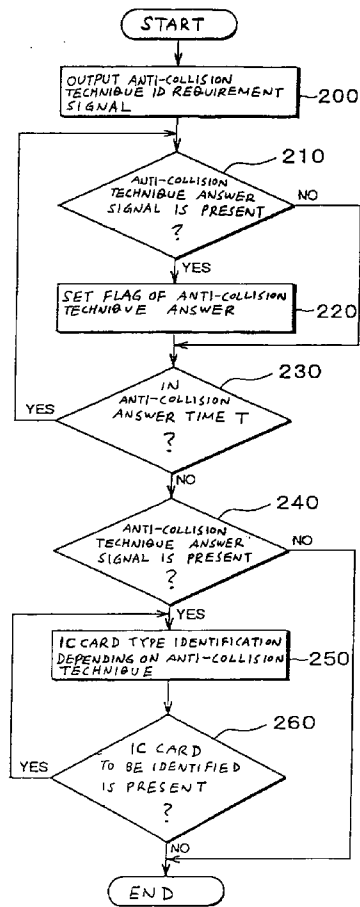 START
OUTPUT ANTI-COLLISION
TECHNIQUE ID REQUIREMENT
SIGNAL
200
210
ANTI-COLLISION
TECHNIQUE ANSWER
SIGNAL IS PRESENT
?
NO
YES
SET FLAG OF ANTI-COLLISION
TECHNIQUE ANSWER
220
230
IN
ANTI-COLLISION
ANSWER TIME T
?
YES
NO
240
ANTI-COLLISION
TECHNIQUE ANSWER
SIGNAL IS PRESENT
?
NO
YES
IC CARD TYPE IDENTIFICATION
DEPENDING ON ANTI-COLLISION
TECHNIQUE
250
260
IC CARD
TO BE IDENTIFIED
IS PRESENT
?
YES
NO
END